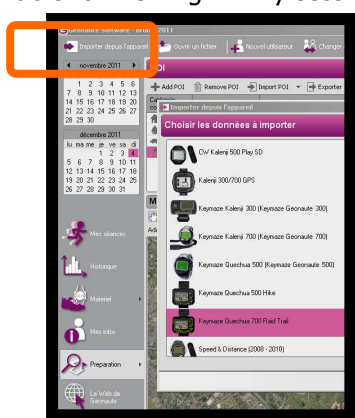 Geonaute Software - Bru 2011
Importer depuis l'appareil
Ouvrir un fichier
Nouvel utilisateur
Changer
novembre 2011
POI
1 2 3 4 5 6
7 8 9 10 11 12 13
14 15 16 17 18 19 20
21 22 23 24 25 26 27
28 29 30
Add POI
Remove POI
Import POI
Exporter
Importer depuis l'appareil
Choisir les données à importer
décembre 2011
lu ma me je ve sa di
1 2 3 4
5 6 7 8 9 10 11
12 13 14 15 16 17 18
19 20 21 22 23 24 25
26 27 28 29 30 31
CW Kalenji 500 Play SD
Kalenji 300/700 GPS
Keymaze Kalenji 300 (Keymaze Geonaute 300)
Keymaze Kalenji 700 (Keymaze Geonaute 700)
Keymaze Quechua 500 (Keymaze Geonaute 500)
Keymaze Quechua 500 Hike
Keymaze Quechua 700 Raid Trail
Speed & Distance (2008 - 2010)
Mes séances
Historique
Materiel
Mes infos
Preparation
Le Web de
Geonaute